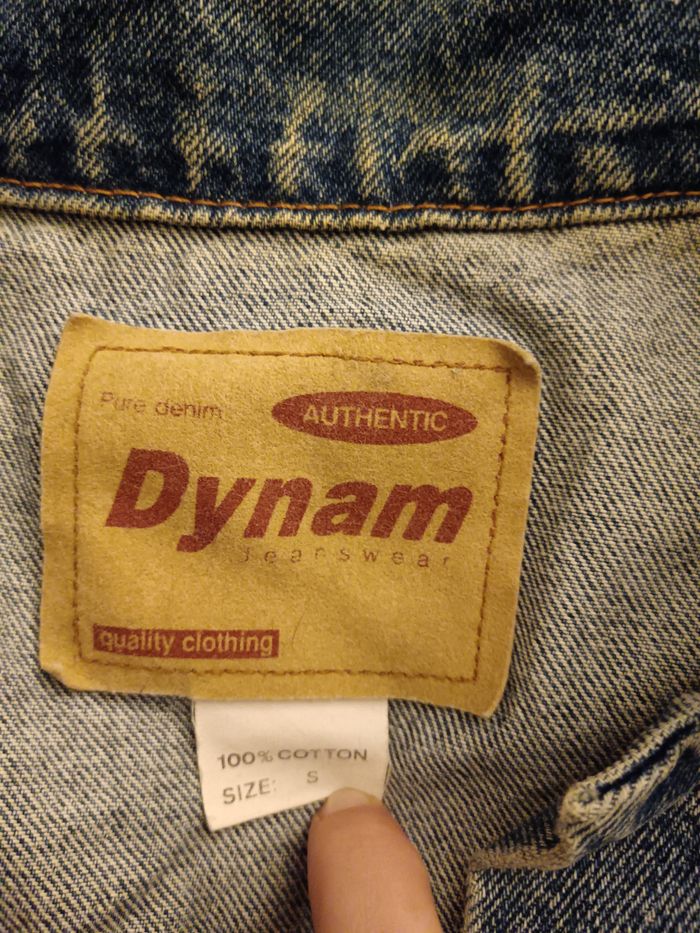 Pure denim
AUTHENTIC
Dynam
Jeanswear
quality clothing
100% COTTON
SIZE: S